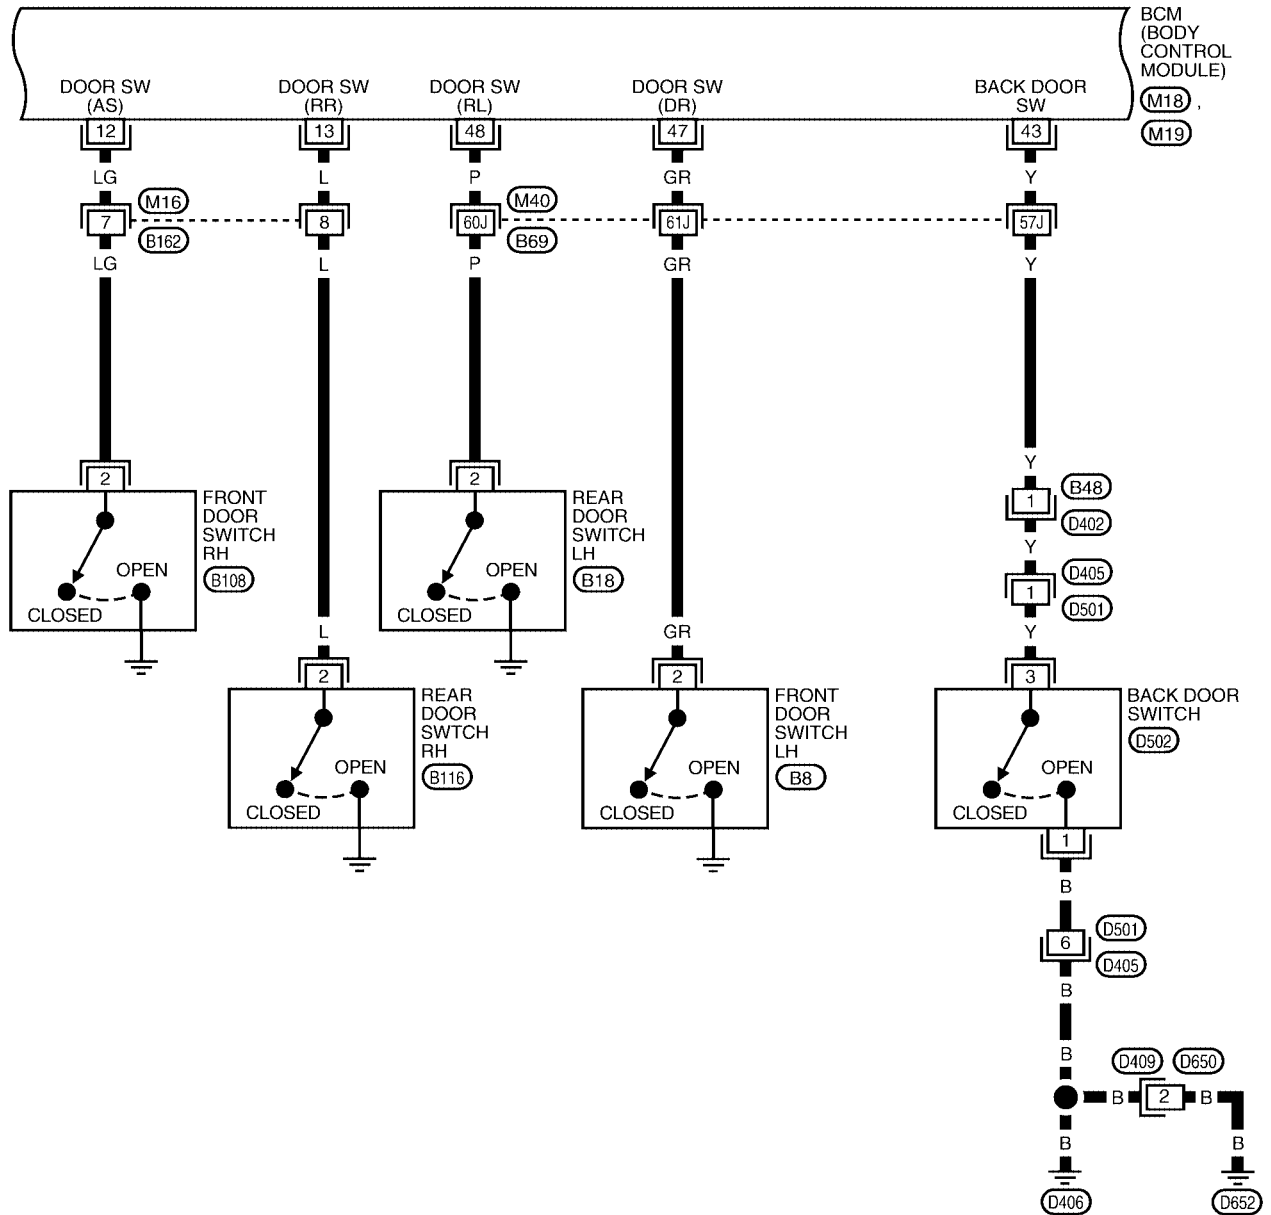 BCM
(BODY
CONTROL
MODULE)
M18 ,
M19
DOOR SW
(AS)
DOOR SW
(RR)
DOOR SW
(RL)
DOOR SW
(DR)
BACK DOOR
SW
12
13
48
47
43
LG
L
P
GR
Y
M16
M40
7
8
60J
61J
57J
B162
B69
LG
L
P
GR
Y
Y
2
2
1
B48
D402
FRONT
DOOR
SWITCH
RH
B108
OPEN
CLOSED
REAR
DOOR
SWITCH
LH
B18
OPEN
CLOSED
Y
1
D405
D501
L
GR
Y
2
2
3
REAR
DOOR
SWTCH
RH
B116
OPEN
CLOSED
FRONT
DOOR
SWITCH
LH
B8
OPEN
CLOSED
BACK DOOR
SWITCH
D502
OPEN
CLOSED
1
B
6
D501
D405
B
B
D409
D650
B
2
B
B
B
D406
D652